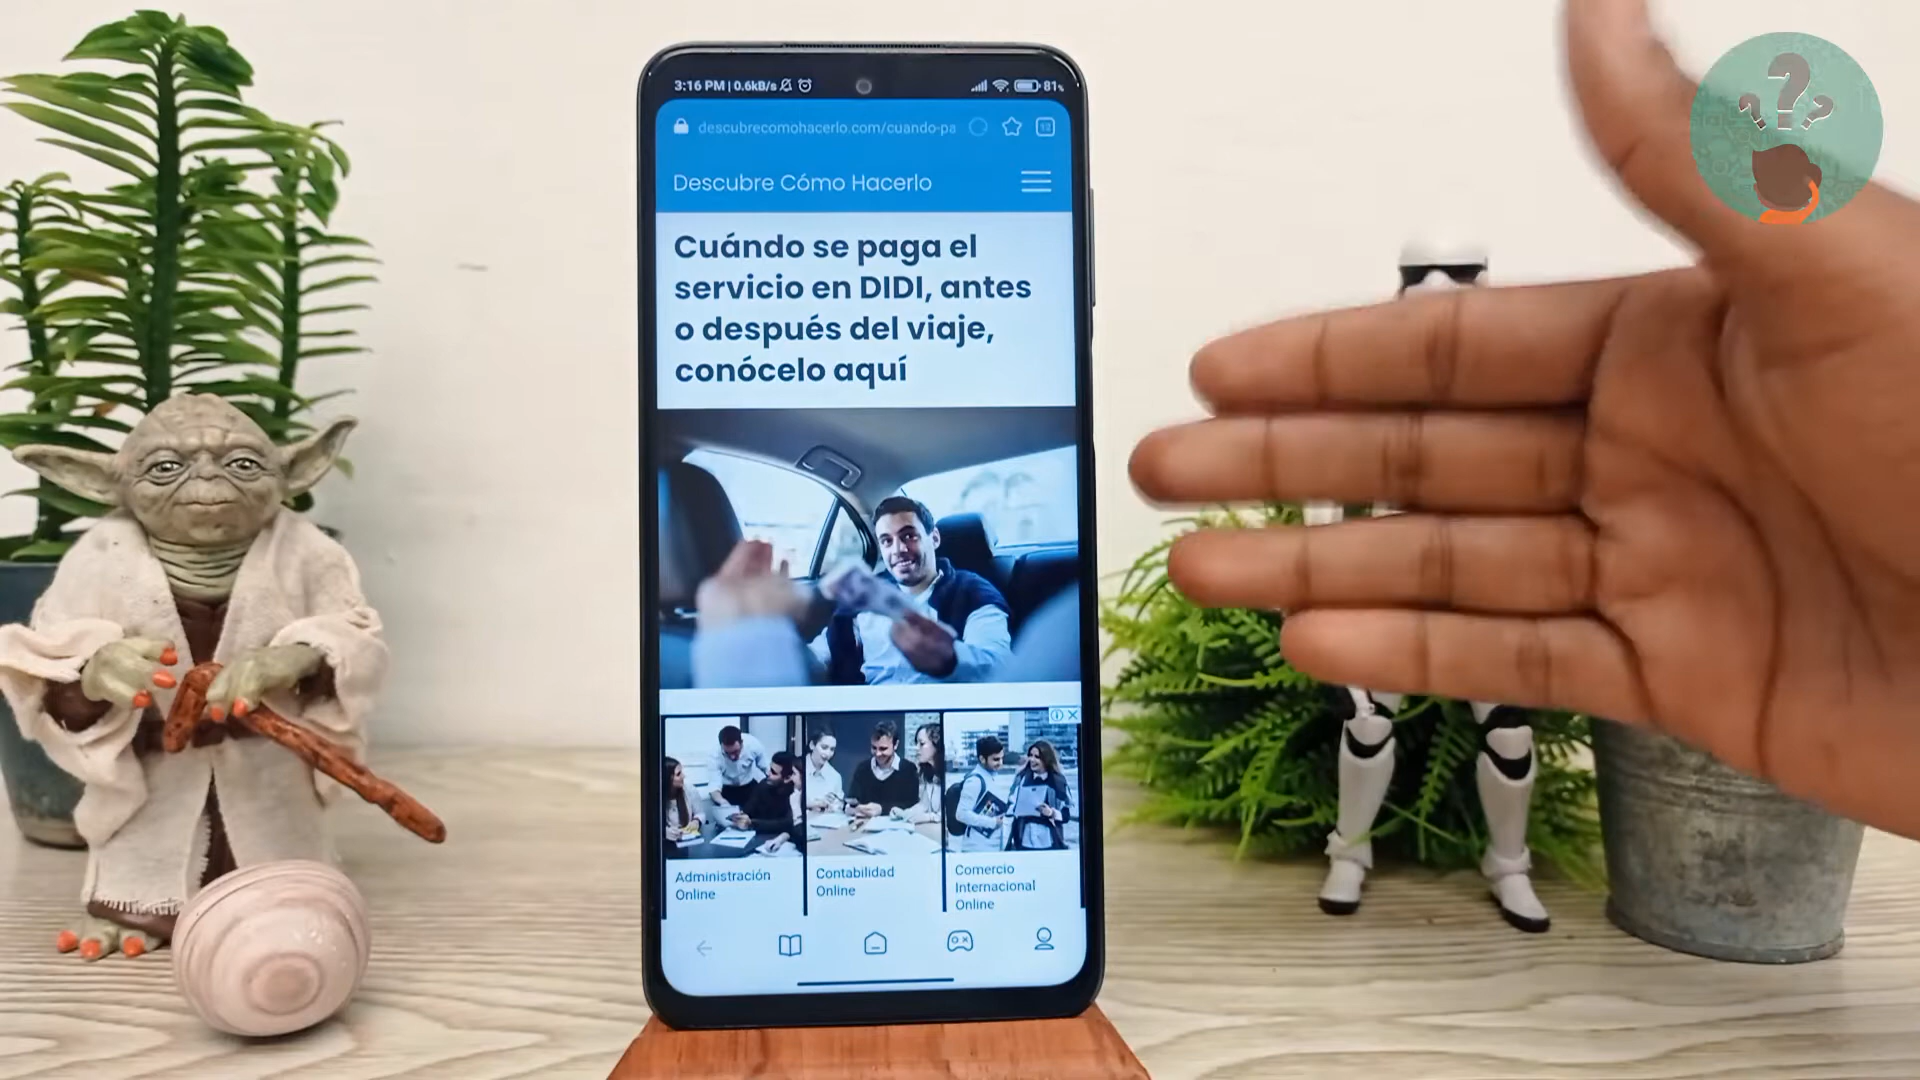 3:16 PM | 0.6kB/s
81%
descubrecomohacerlo.com/cuando-pa
12
Descubre Cómo Hacerlo
Cuándo se paga el
servicio en DIDI, antes
o después del viaje,
conócelo aquí
Administración
Online
Contabilidad
Online
Comercio
Internacional
Online